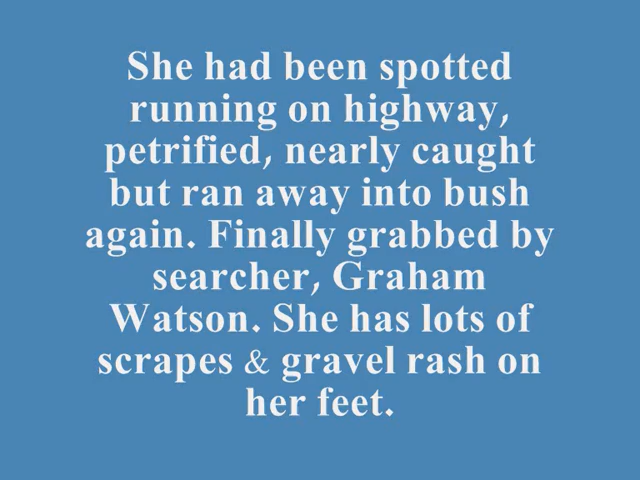 She had been spotted
running on highway,
petrified, nearly caught
but ran away into bush
again. Finally grabbed by
searcher, Graham
Watson. She has lots of
scrapes & gravel rash on
her feet.